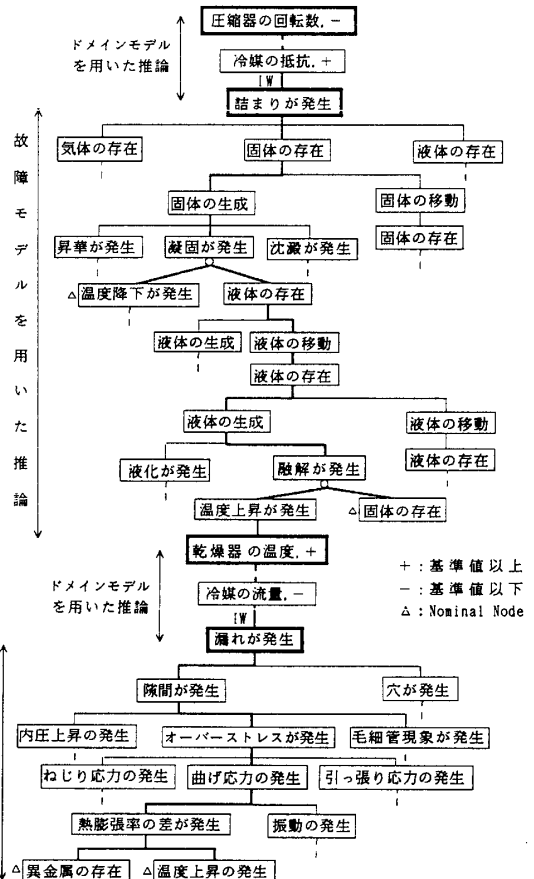 圧縮器の回転数, −
ドメインモデル
を用いた推論
冷媒の抵抗, +
IW
詰まりが発生
故障モデルを用いた推論
気体の存在
固体の存在
液体の存在
固体の生成
固体の移動
昇華が発生
凝固が発生
沈澱が発生
固体の存在
△温度降下が発生
液体の存在
液体の生成
液体の移動
液体の存在
液体の生成
液体の移動
液化が発生
融解が発生
液体の存在
温度上昇が発生
△固体の存在
乾燥器の温度, +
ドメインモデル
を用いた推論
冷媒の流量, −
IW
漏れが発生
+ : 基準値以上
− : 基準値以下
△ : Nominal Node
隙間が発生
穴が発生
内圧上昇の発生
オーバーストレスが発生
毛細管現象が発生
ねじり応力の発生
曲げ応力の発生
引っ張り応力の発生
熱膨張率の差が発生
振動の発生
△異金属の存在
△温度上昇の発生